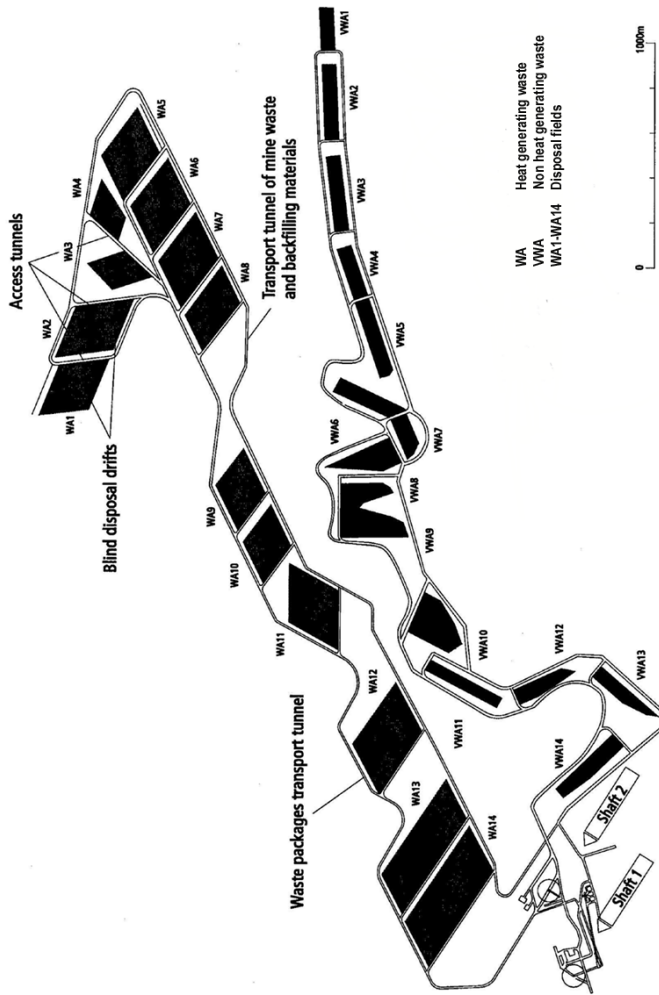 Access tunnels
WA1
WA2
WA3
WA4
WA5
WA6
WA7
WA8
Blind disposal drifts
Transport tunnel of mine waste
and backfilling materials
WA9
WA10
WA11
WA12
WA13
WA14
Waste packages transport tunnel
VWA1
VWA2
VWA3
VWA4
VWA5
VWA6
VWA7
VWA8
VWA9
VWA10
VWA11
VWA12
VWA13
VWA14
Shaft 1
Shaft 2
WA Heat generating waste
VWA Non heat generating waste
WA1-WA14 Disposal fields
0 1000m